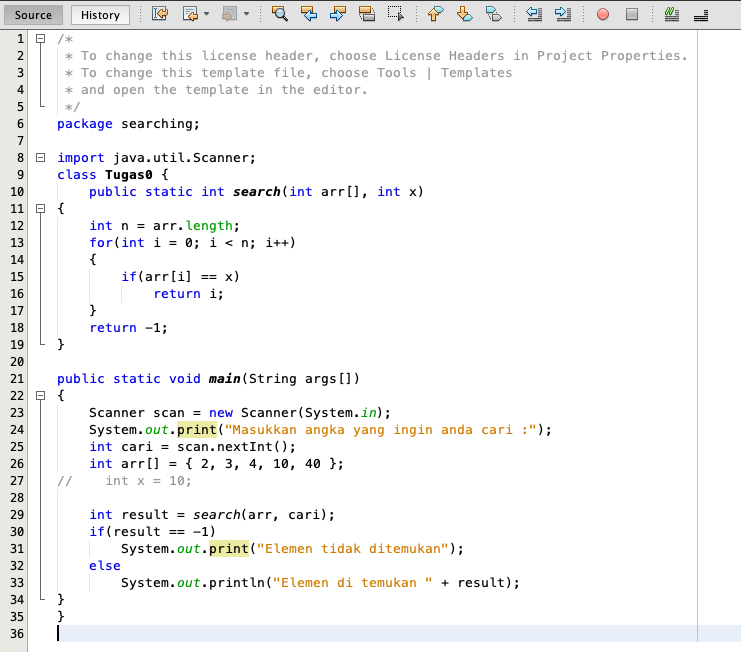 Source History
1 /*
2  * To change this license header, choose License Headers in Project Properties.
3  * To change this template file, choose Tools | Templates
4  * and open the template in the editor.
5  */
6 package searching;
7
8 import java.util.Scanner;
9 class Tugas0 {
10     public static int search(int arr[], int x)
11 {
12     int n = arr.length;
13     for(int i = 0; i < n; i++)
14     {
15         if(arr[i] == x)
16             return i;
17     }
18     return -1;
19 }
20
21 public static void main(String args[])
22 {
23     Scanner scan = new Scanner(System.in);
24     System.out.print("Masukkan angka yang ingin anda cari :");
25     int cari = scan.nextInt();
26     int arr[] = { 2, 3, 4, 10, 40 };
27 //    int x = 10;
28
29     int result = search(arr, cari);
30     if(result == -1)
31         System.out.print("Elemen tidak ditemukan");
32     else
33         System.out.println("Elemen di temukan " + result);
34 }
35 }
36